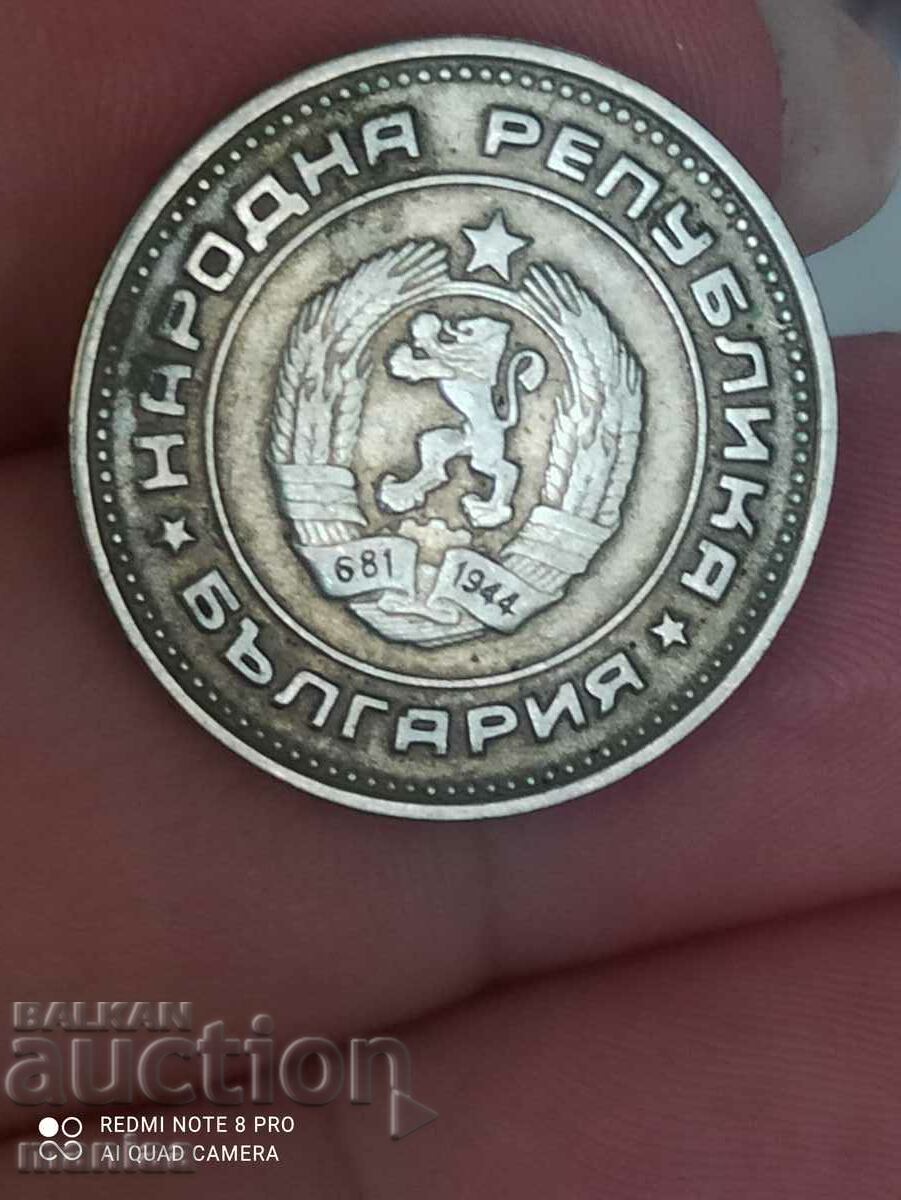 НАРОДНА РЕПУБЛИКА
БЪЛГАРИЯ
681 1944
BALKAN
auction
REDMI NOTE 8 PRO
AI QUAD CAMERA